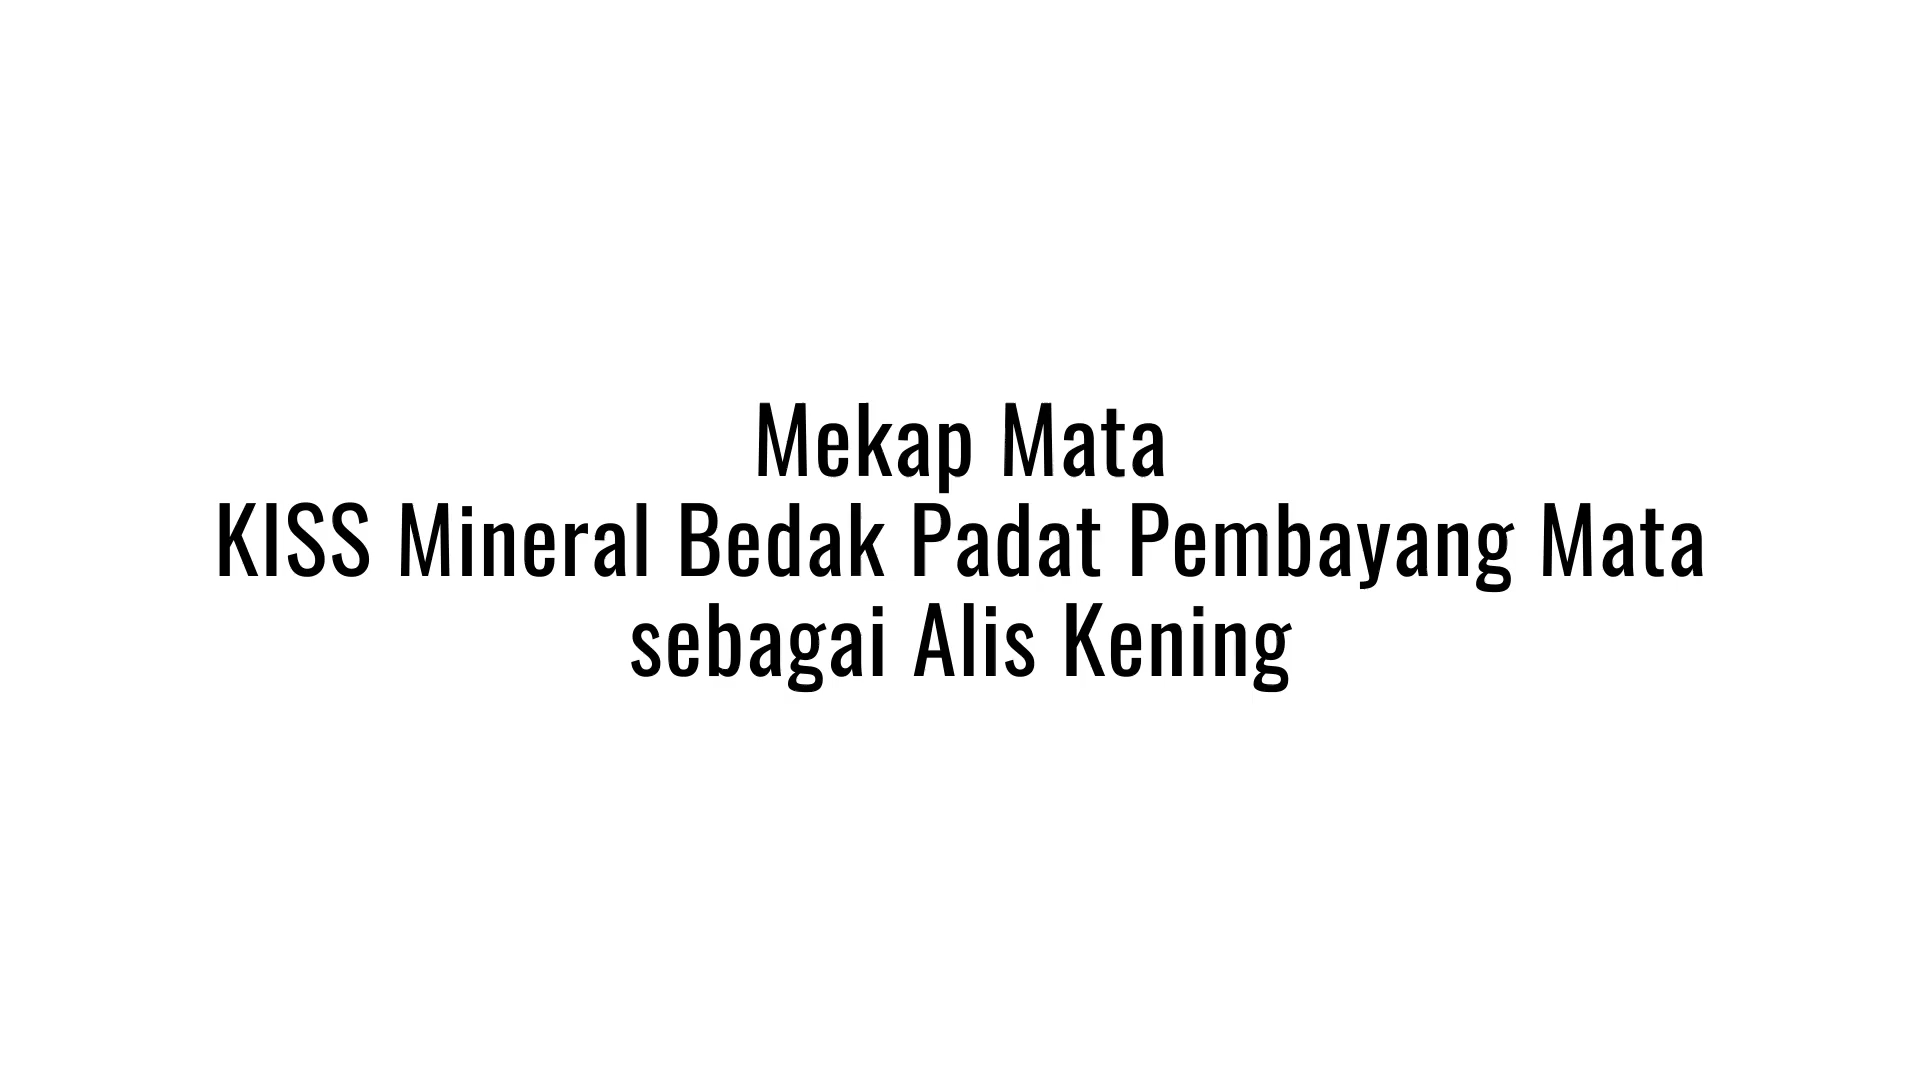 Mekap Mata
KISS Mineral Bedak Padat Pembayang Mata
sebagai Alis Kening